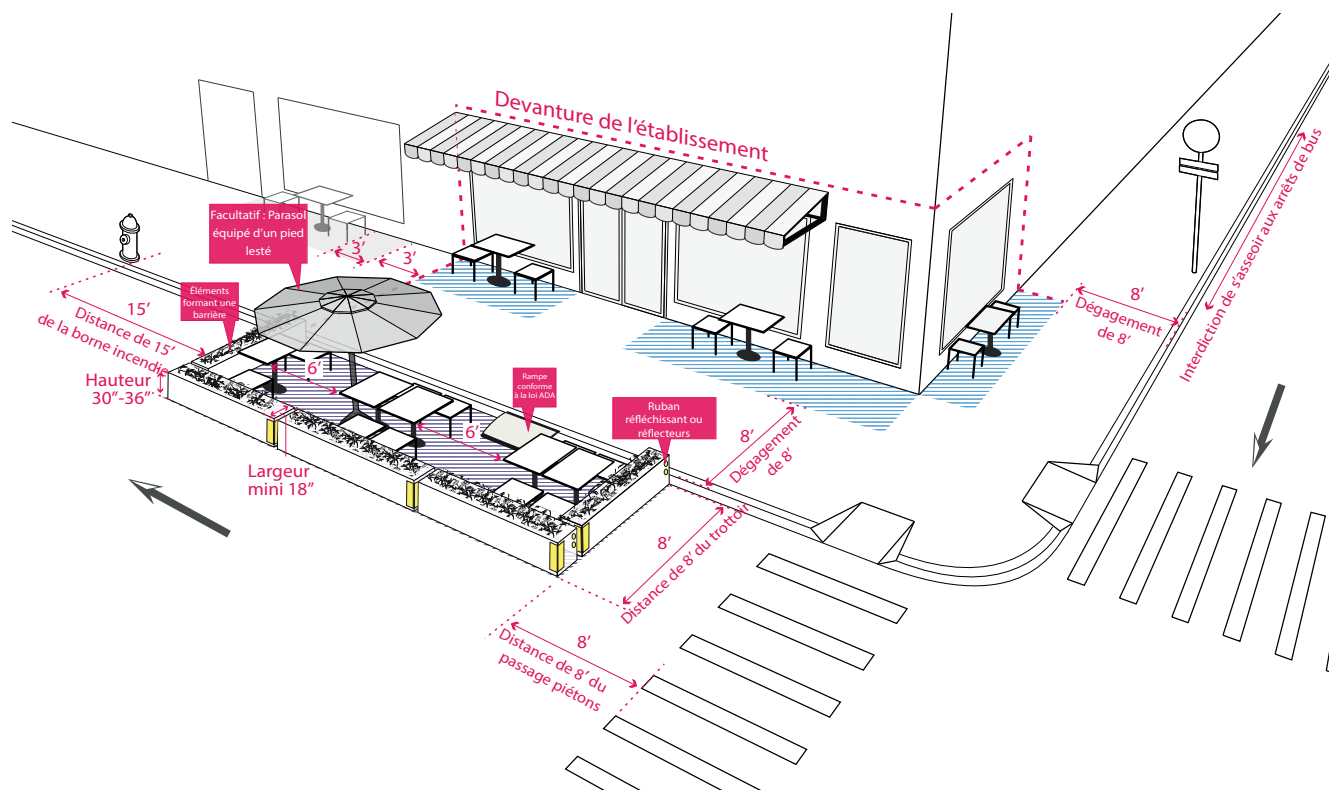 Devanture de l'établissement
Facultatif : Parasol
équipé d'un pied
lesté
3'
3'
Éléments
formant une
barrière
15'
Distance de 15'
de la borne incendie
Hauteur
30”-36”
6'
6'
Rampe
conforme
à la loi ADA
Ruban
réfléchissant ou
réflecteurs
Largeur
mini 18”
8'
Dégagement
de 8'
8'
Distance de 8' du trottoir
8'
Distance de 8' du
passage piétons
8'
Dégagement
de 8'
Interdiction de s'asseoir aux arrêts de bus